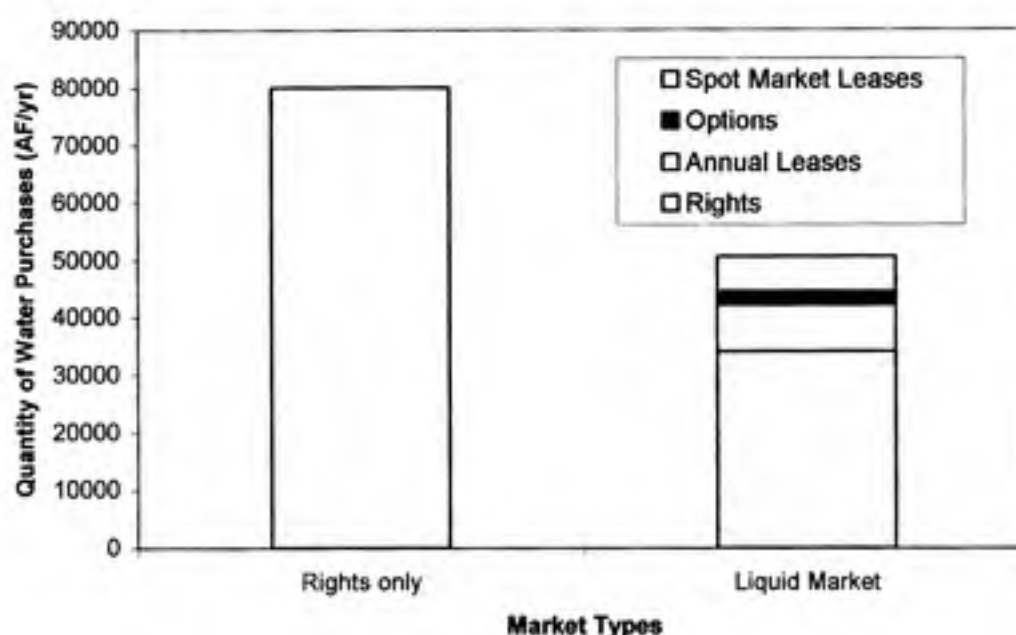 Quantity of Water Purchases (AF/yr)
90000
80000
70000
60000
50000
40000
30000
20000
10000
0
Spot Market Leases
Options
Annual Leases
Rights
Rights only
Liquid Market
Market Types